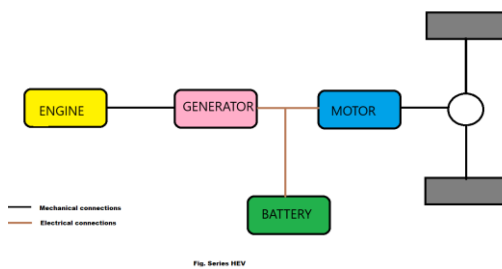 ENGINE
GENERATOR
MOTOR
BATTERY
Mechanical connections
Electrical connections
Fig. Series HEV